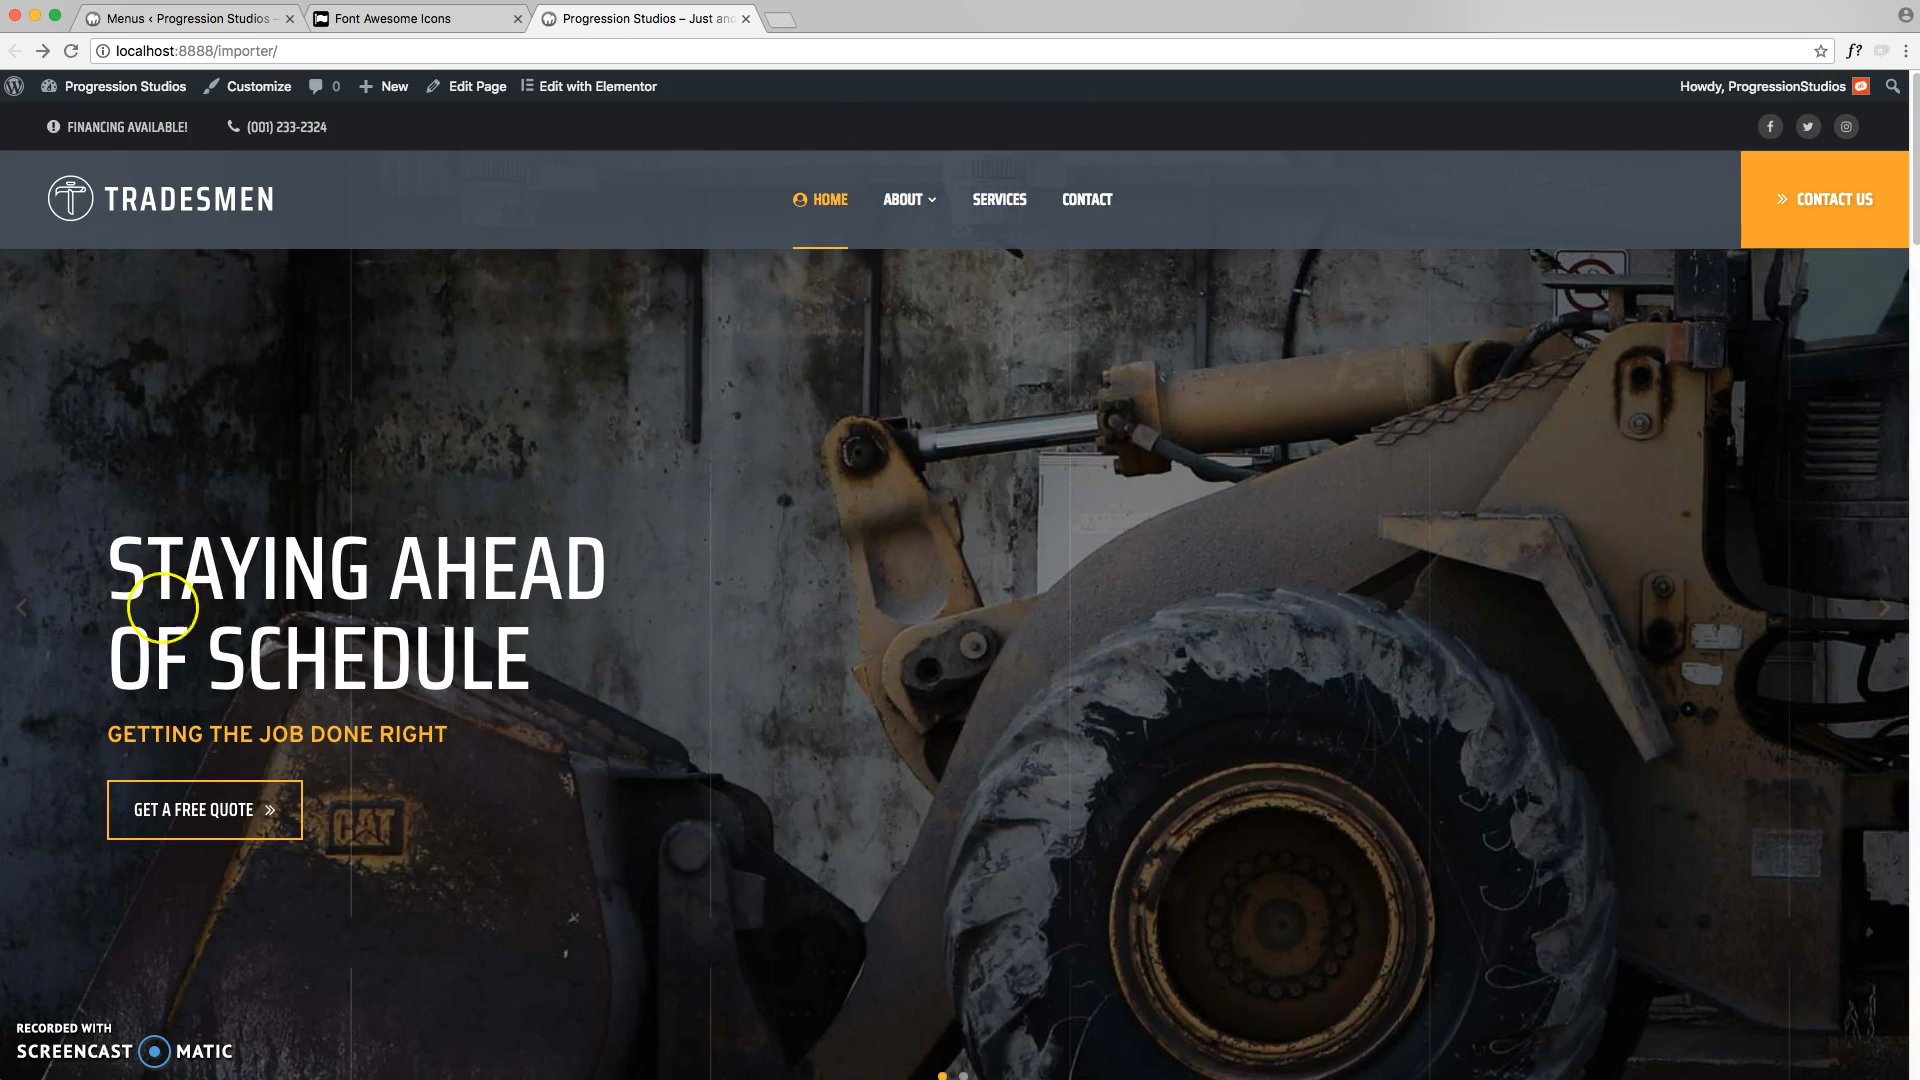 Menus ‹ Progression Studios –
Font Awesome Icons
Progression Studios – Just and
localhost:8888/importer/
f?
Progression Studios
Customize
0
New
Edit Page
Edit with Elementor
Howdy, ProgressionStudios
FINANCING AVAILABLE!
(001) 233-2324
TRADESMEN
HOME
ABOUT
SERVICES
CONTACT
CONTACT US
STAYING AHEAD
OF SCHEDULE
GETTING THE JOB DONE RIGHT
GET A FREE QUOTE
CAT
RECORDED WITH
SCREENCAST MATIC